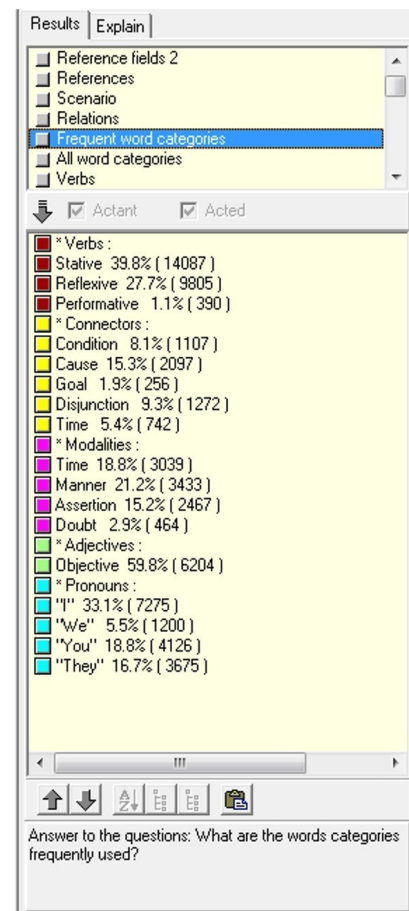 Results Explain
Reference fields 2
References
Scenario
Relations
Frequent word categories
All word categories
Verbs
Actant Acted
* Verbs :
Stative 39.8% ( 14087 )
Reflexive 27.7% ( 9805 )
Performative 1.1% ( 390 )
* Connectors :
Condition 8.1% ( 1107 )
Cause 15.3% ( 2097 )
Goal 1.9% ( 256 )
Disjunction 9.3% ( 1272 )
Time 5.4% ( 742 )
* Modalities :
Time 18.8% ( 3039 )
Manner 21.2% ( 3433 )
Assertion 15.2% ( 2467 )
Doubt 2.9% ( 464 )
* Adjectives :
Objective 59.8% ( 6204 )
* Pronouns :
"I" 33.1% ( 7275 )
"We" 5.5% ( 1200 )
"You" 18.8% ( 4126 )
"They" 16.7% ( 3675 )
Answer to the questions: What are the words categories
frequently used?